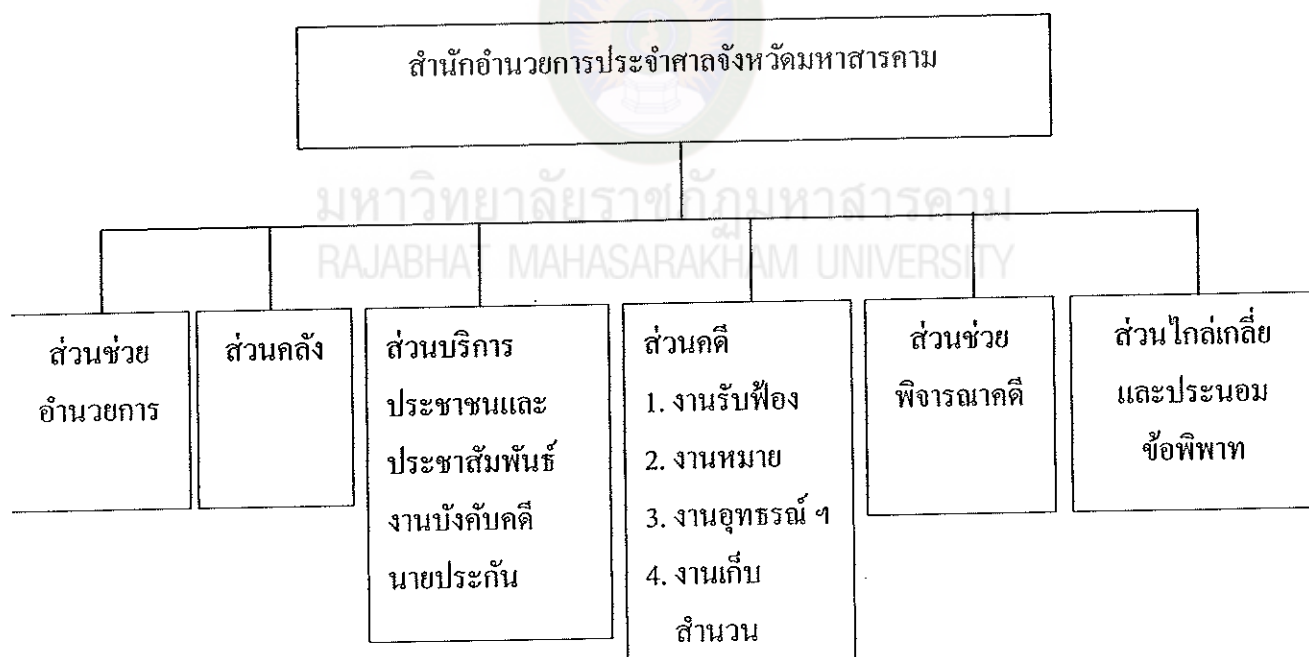 สำนักอำนวยการประจำศาลจังหวัดมหาสารคาม
มหาวิทยาลัยราชภัฏมหาสารคาม
RAJABHAT MAHASARAKHAM UNIVERSITY
ส่วนช่วย
อำนวยการ
ส่วนคลัง
ส่วนบริการ
ประชาชนและ
ประชาสัมพันธ์
งานบังคับคดี
นายประกัน
ส่วนคดี
1. งานรับฟ้อง
2. งานหมาย
3. งานอุทธรณ์ ฯ
4. งานเก็บ
สำนวน
ส่วนช่วย
พิจารณาคดี
ส่วนไกล่เกลี่ย
และประนอม
ข้อพิพาท